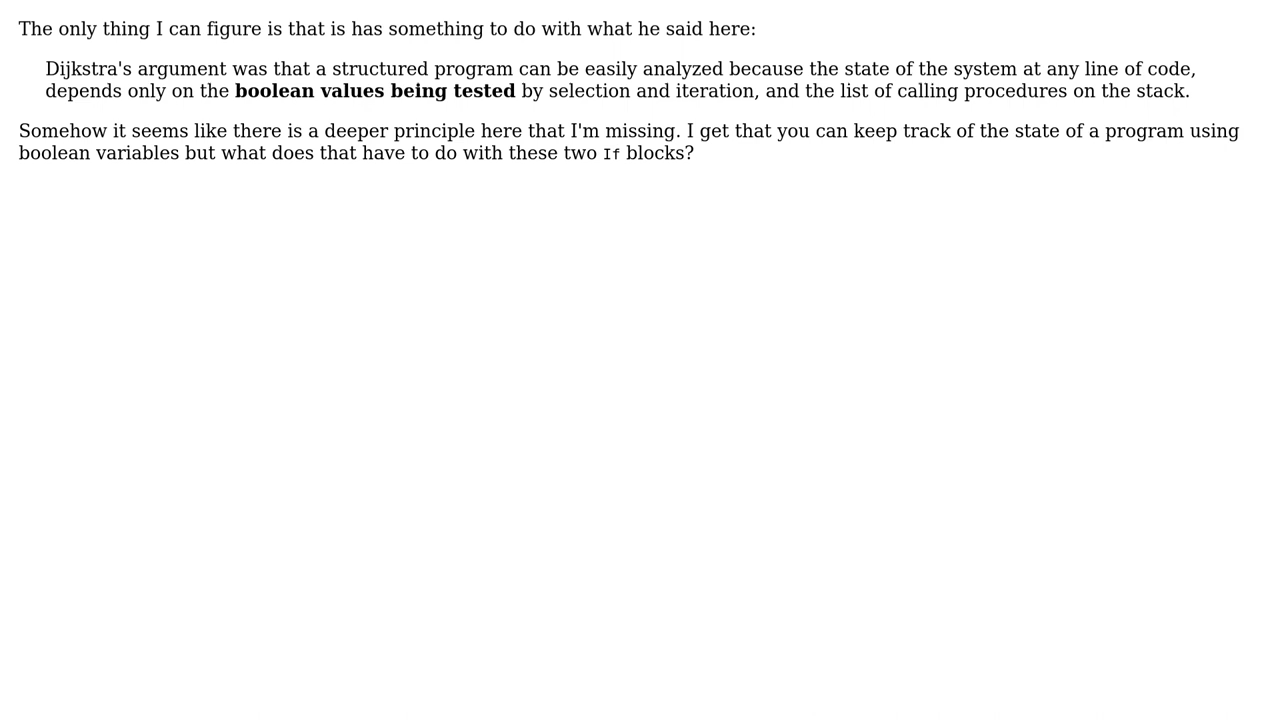 The only thing I can figure is that is has something to do with what he said here:
Dijkstra's argument was that a structured program can be easily analyzed because the state of the system at any line of code,
depends only on the boolean values being tested by selection and iteration, and the list of calling procedures on the stack.
Somehow it seems like there is a deeper principle here that I'm missing. I get that you can keep track of the state of a program using
boolean variables but what does that have to do with these two If blocks?